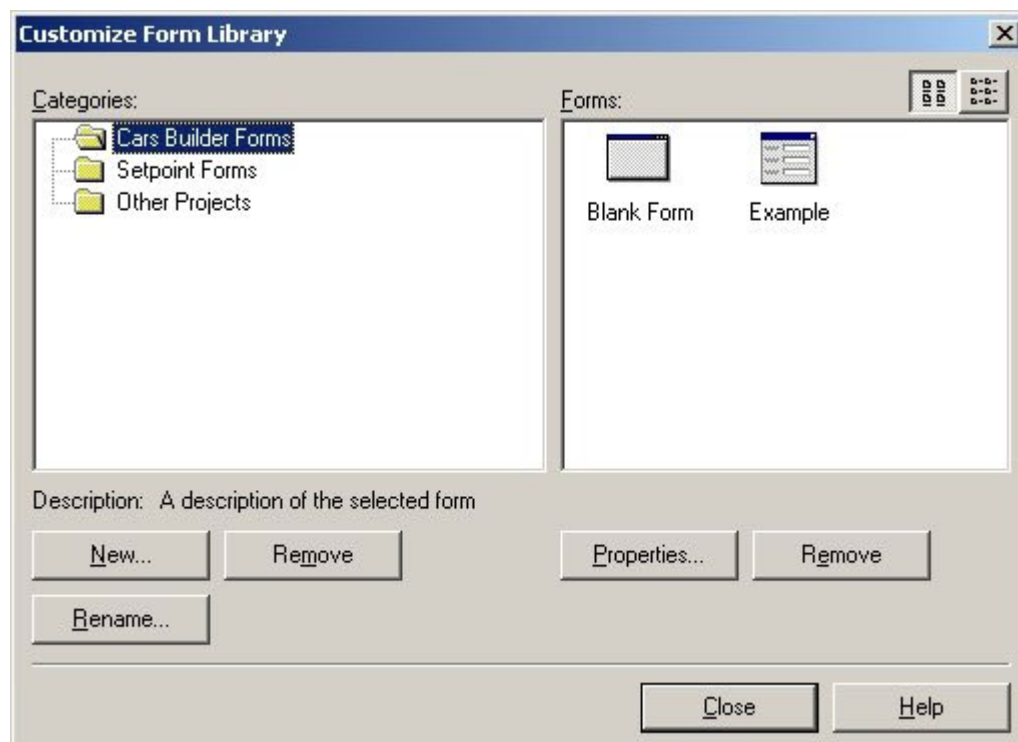 Customize Form Library
Categories:
Forms:
Cars Builder Forms
Setpoint Forms
Other Projects
Blank Form
Example
Description: A description of the selected form
New...
Remove
Properties...
Remove
Rename...
Close
Help